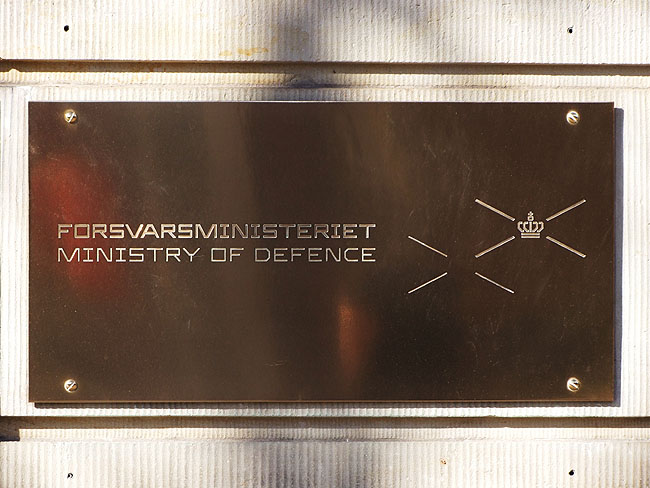 FORSVARSMINISTERIET
MINISTRY OF DEFENCE